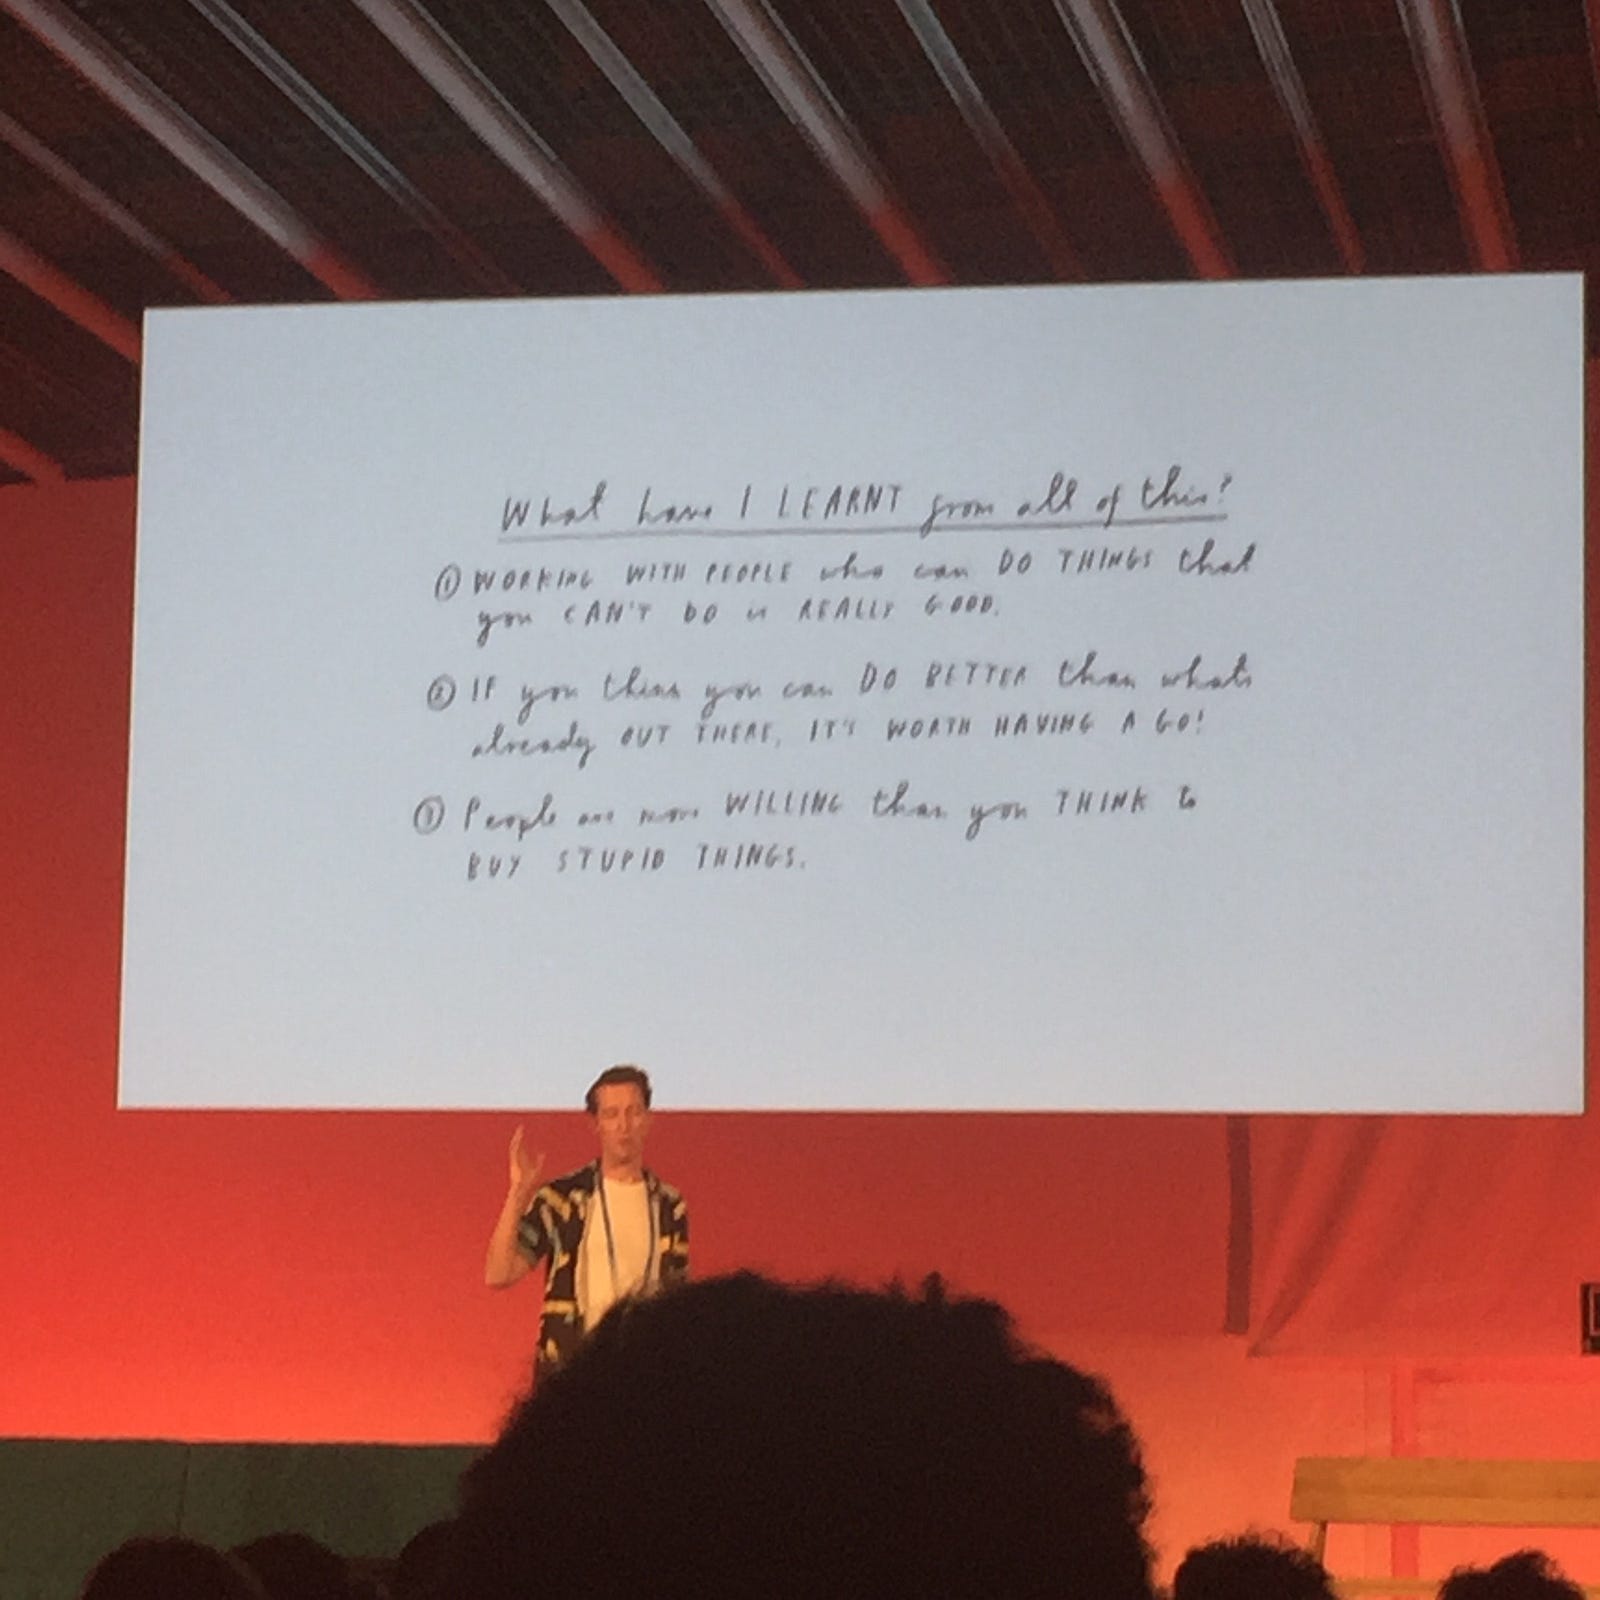 What have I LEARNT from all of this?
① WORKING WITH PEOPLE who can DO THINGS that
you CAN'T DO is REALLY GOOD.
② IF you think you can DO BETTER than whats
already OUT THERE, IT'S WORTH HAVING A GO!
③ People are more WILLING than you THINK to
BUY STUPID THINGS.